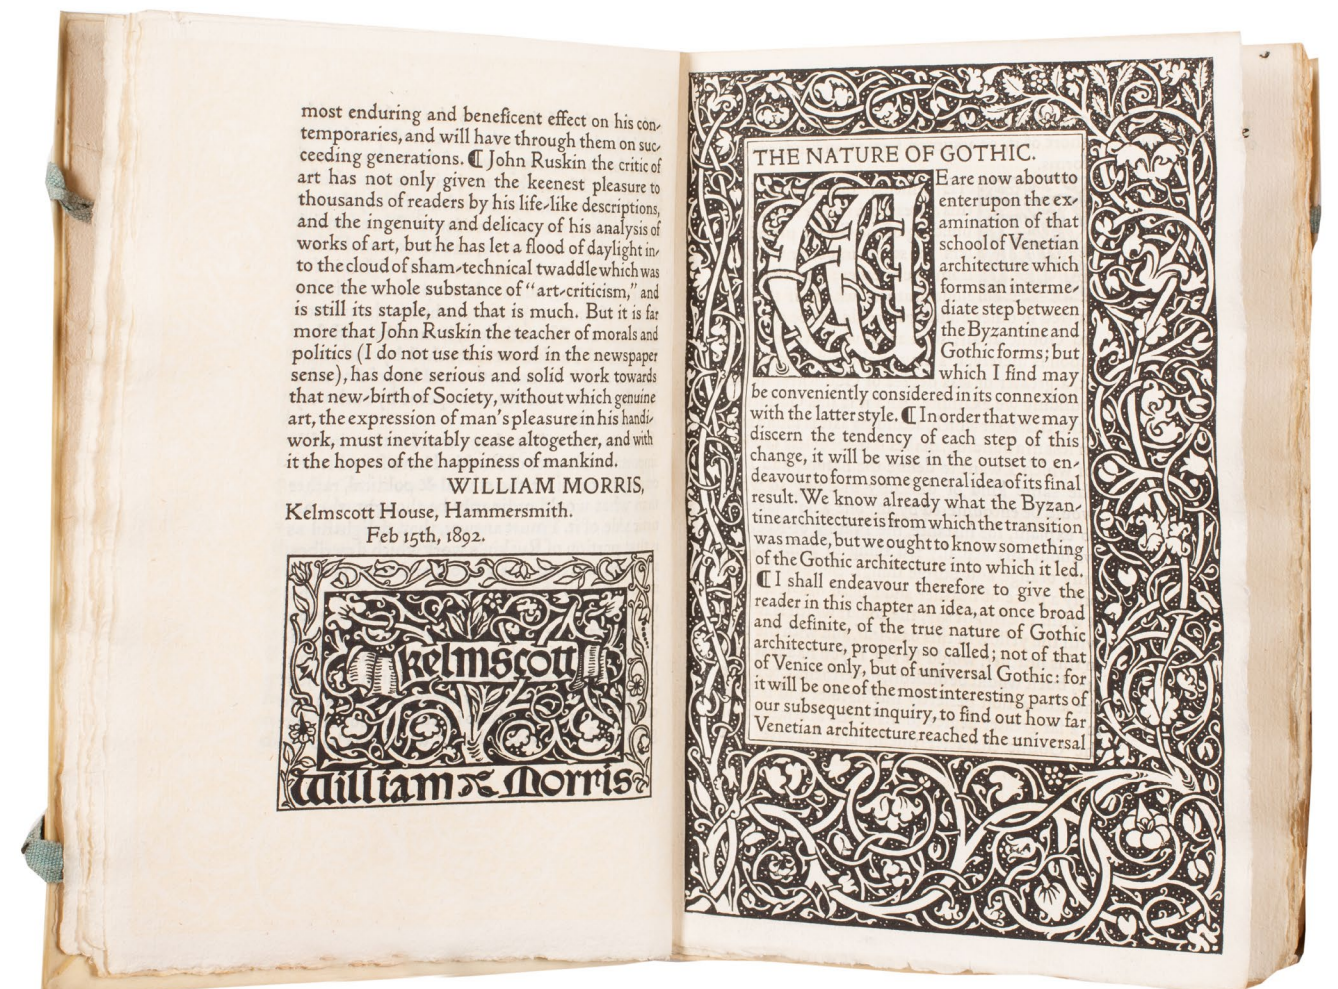 most enduring and beneficent effect on his con-
temporaries, and will have through them on suc-
ceeding generations. ⁋ John Ruskin the critic of
art has not only given the keenest pleasure to
thousands of readers by his life-like descriptions,
and the ingenuity and delicacy of his analysis of
works of art, but he has let a flood of daylight in-
to the cloud of sham-technical twaddle which was
once the whole substance of “art-criticism,” and
is still its staple, and that is much. But it is far
more that John Ruskin the teacher of morals and
politics (I do not use this word in the newspaper
sense), has done serious and solid work towards
that new-birth of Society, without which genuine
art, the expression of man's pleasure in his handi-
work, must inevitably cease altogether, and with
it the hopes of the happiness of mankind.
WILLIAM MORRIS,
Kelmscott House, Hammersmith.
Feb 15th, 1892.
kelmscott
William Morris
THE NATURE OF GOTHIC.
WE are now about to
enter upon the ex-
amination of that
school of Venetian
architecture which
forms an interme-
diate step between
the Byzantine and
Gothic forms; but
which I find may
be conveniently considered in its connexion
with the latter style. ⁋ In order that we may
discern the tendency of each step of this
change, it will be wise in the outset to en-
deavour to form some general idea of its final
result. We know already what the Byzan-
tine architecture is from which the transition
was made, but we ought to know something
of the Gothic architecture into which it led.
⁋ I shall endeavour therefore to give the
reader in this chapter an idea, at once broad
and definite, of the true nature of Gothic
architecture, properly so called; not of that
of Venice only, but of universal Gothic: for
it will be one of the most interesting parts of
our subsequent inquiry, to find out how far
Venetian architecture reached the universal